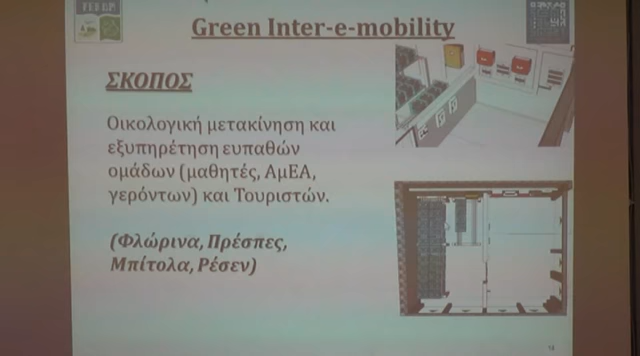 Green Inter-e-mobility
ΣΚΟΠΟΣ
Οικολογική μετακίνηση και
εξυπηρέτηση ευπαθών
ομάδων (μαθητές, ΑμΕΑ,
γερόντων) και Τουριστών.
(Φλώρινα, Πρέσπες,
Μπίτολα, Ρέσεν)